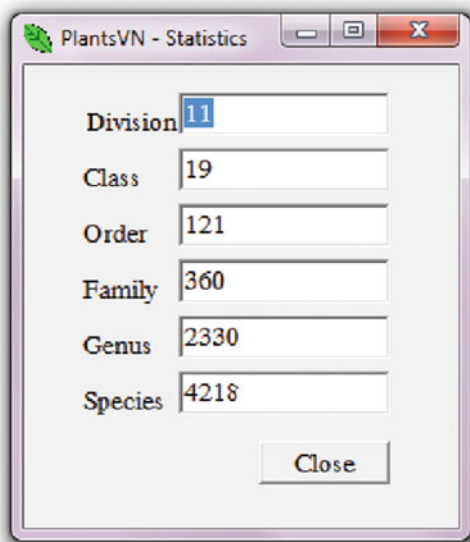 PlantsVN - Statistics
Division 11
Class 19
Order 121
Family 360
Genus 2330
Species 4218
Close